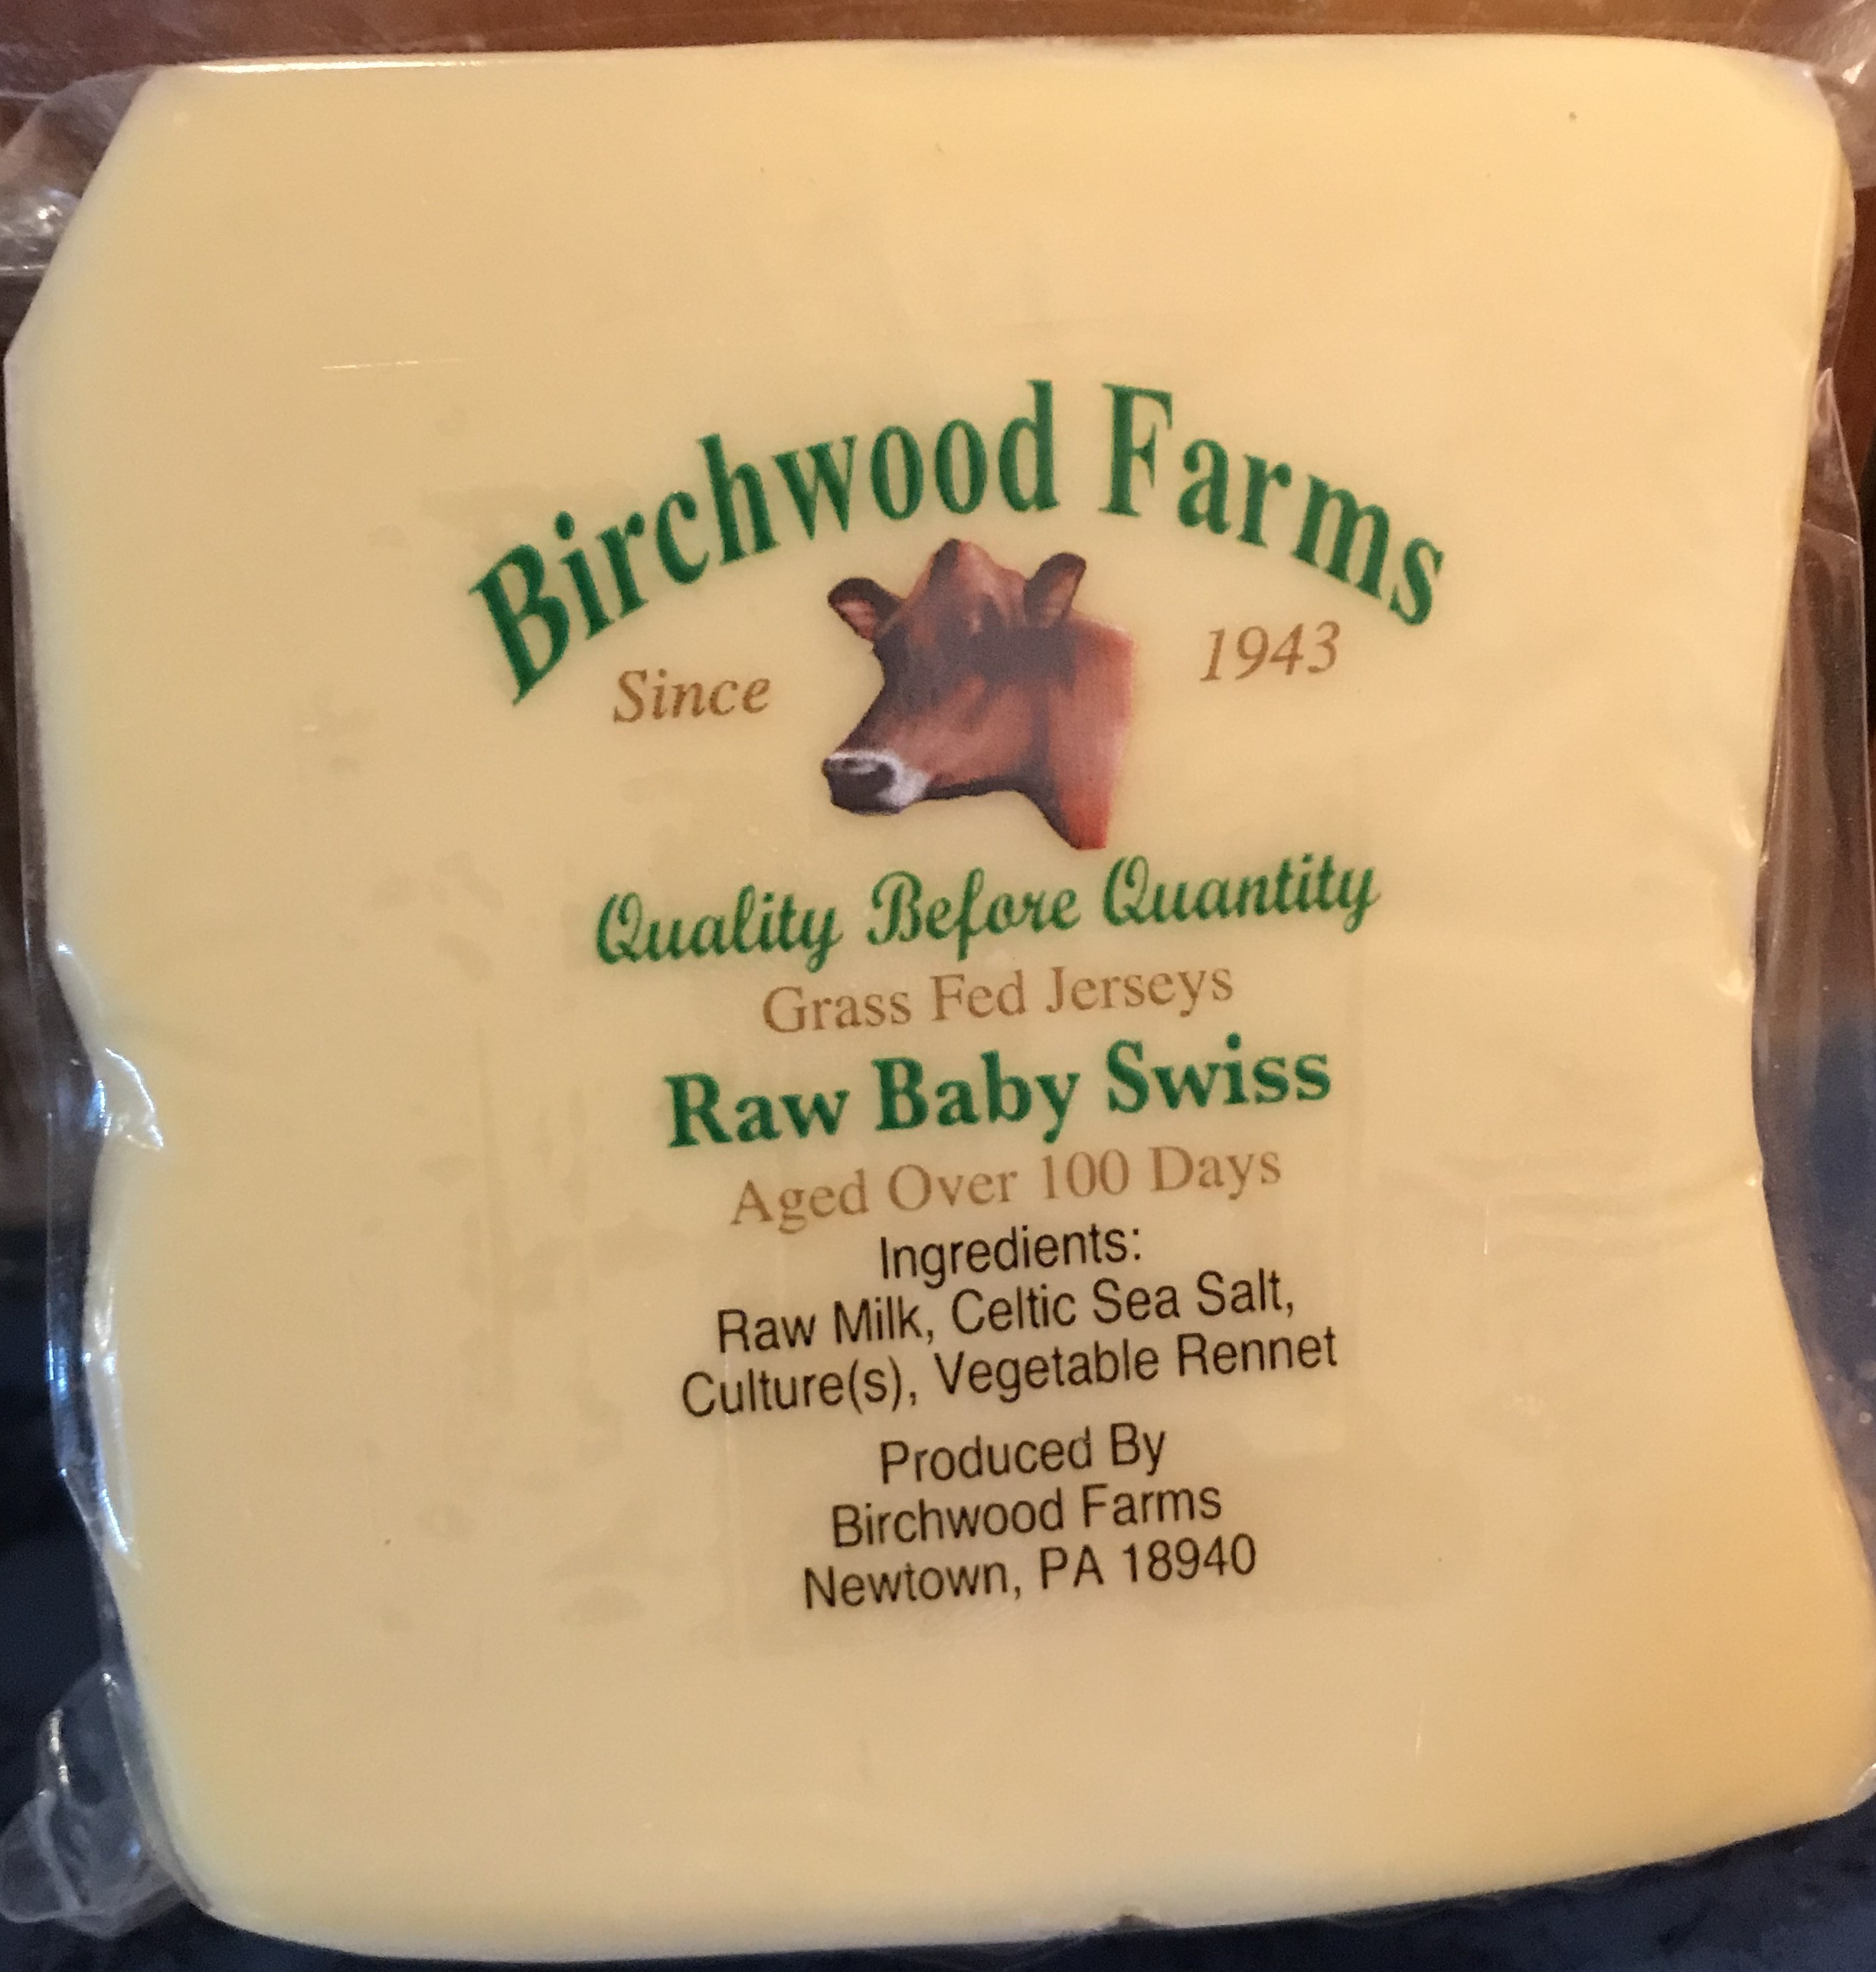 Birchwood Farms
Since 1943
Quality Before Quantity
Grass Fed Jerseys
Raw Baby Swiss
Aged Over 100 Days
Ingredients:
Raw Milk, Celtic Sea Salt,
Culture(s), Vegetable Rennet
Produced By
Birchwood Farms
Newtown, PA 18940